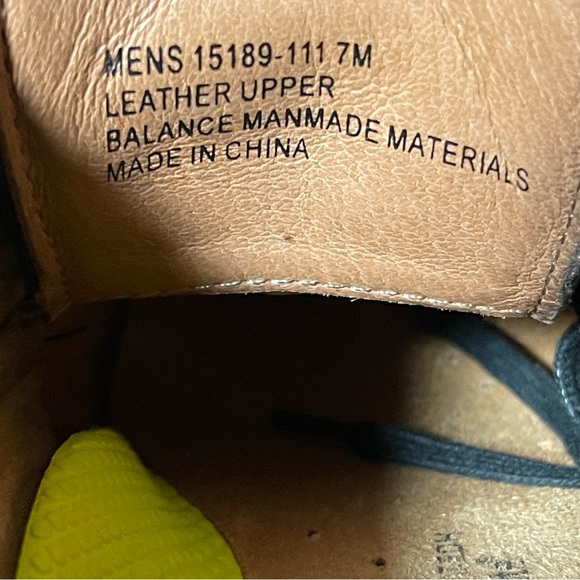 MENS 15189-111 7M
LEATHER UPPER
BALANCE MANMADE MATERIALS
MADE IN CHINA